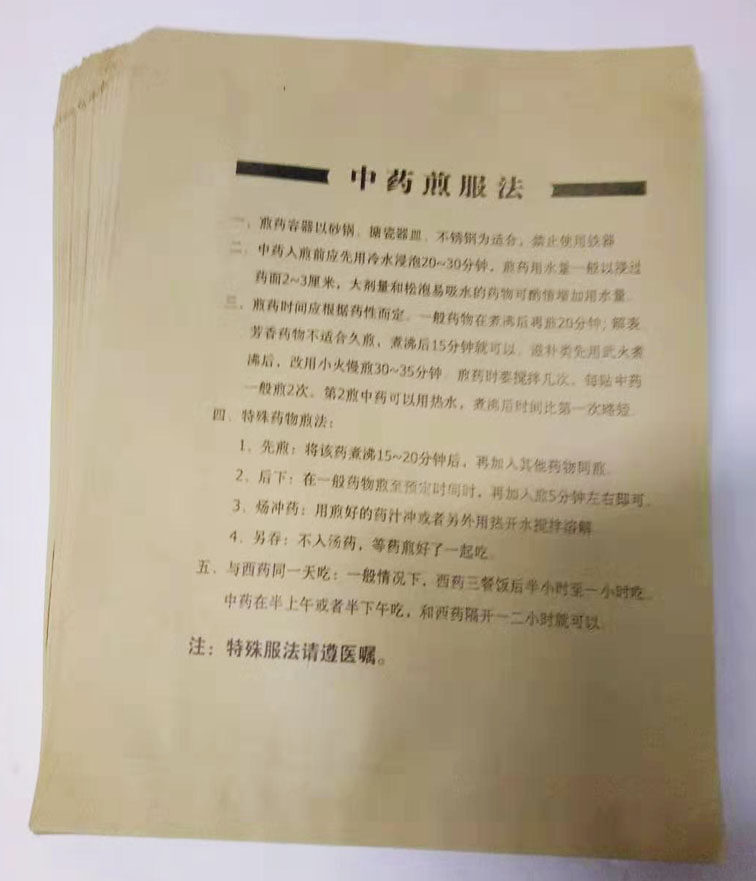 中药煎服法
一、煎药容器以砂锅、搪瓷器皿、不锈钢为适合，禁止使用铁器
二、中药入煎前应先用冷水浸泡20~30分钟，煎药用水量一般以浸过
药面2~3厘米，大剂量和松泡易吸水的药物可酌情增加用水量。
三、煎药时间应根据药性而定。一般药物在煮沸后再煎20分钟；解表、
芳香药物不适合久煎，煮沸后15分钟就可以。滋补类先用武火煮
沸后，改用小火慢煎30~35分钟。煎药时要搅拌几次。每贴中药
一般煎2次。第2煎中药可以用热水，煮沸后时间比第一次略短。
四、特殊药物煎法：
1、先煎：将该药煮沸15~20分钟后，再加入其他药物同煎。
2、后下：在一般药物煎至预定时间时，再加入煎5分钟左右即可。
3、炀冲药：用煎好的药汁冲或者另外用热开水搅拌溶解
4、另吞：不入汤药，等药煎好了一起吃。
五、与西药同一天吃：一般情况下，西药三餐饭后半小时至一小时吃。
中药在半上午或者半下午吃，和西药隔开一二小时就可以。
注：特殊服法请遵医嘱。